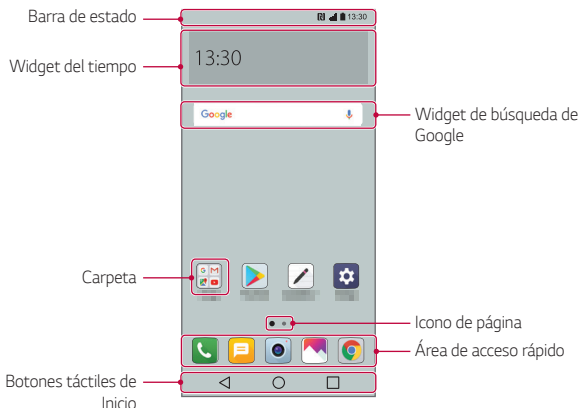 Barra de estado
13:30
Widget del tiempo
13:30
Google
Widget de búsqueda de
Google
Carpeta
Icono de página
Área de acceso rápido
Botones táctiles de
Inicio